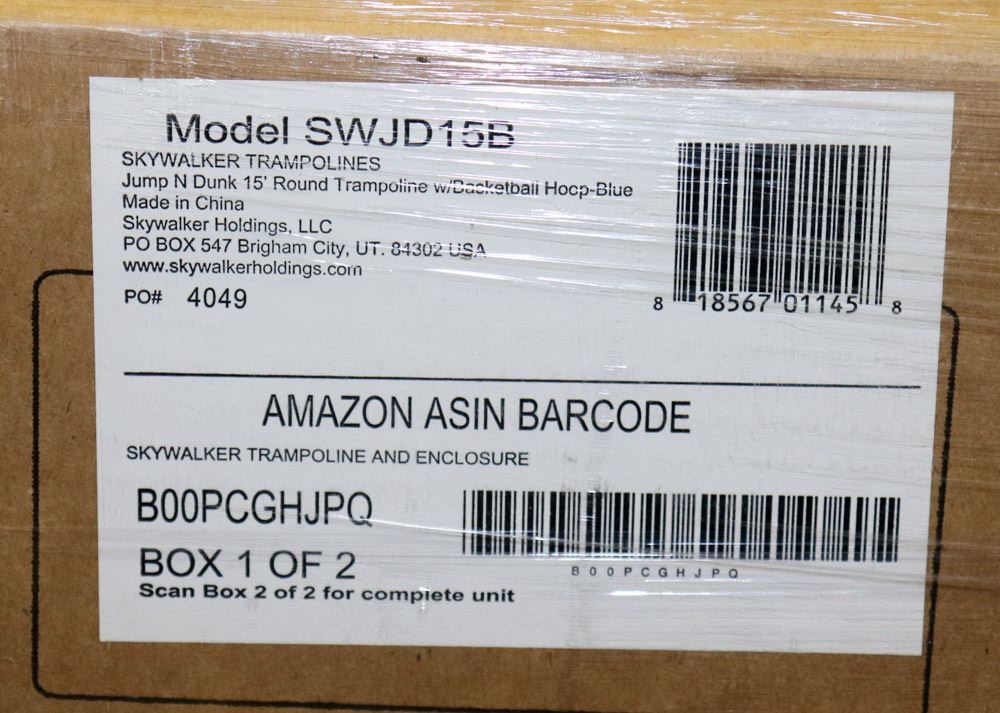 Model SWJD15B
SKYWALKER TRAMPOLINES
Jump N Dunk 15' Round Trampoline w/Basketball Hoop-Blue
Made in China
Skywalker Holdings, LLC
PO BOX 547 Brigham City, UT. 84302 USA
www.skywalkerholdings.com
PO# 4049
8 18567 01145 8
AMAZON ASIN BARCODE
SKYWALKER TRAMPOLINE AND ENCLOSURE
B00PCGHJPQ
B00PCGHJPQ
BOX 1 OF 2
Scan Box 2 of 2 for complete unit